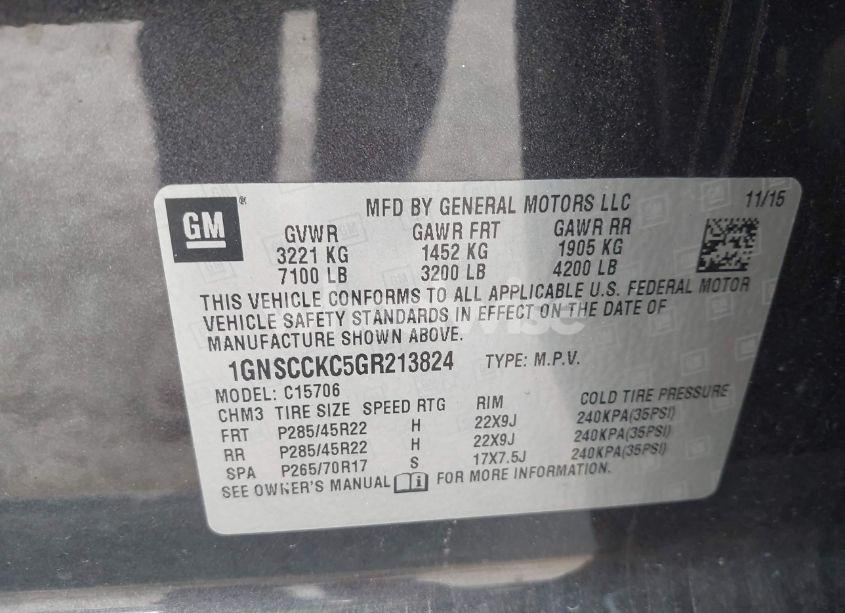 GM ®
MFD BY GENERAL MOTORS LLC 11/15
GVWR GAWR FRT GAWR RR
3221 KG 1452 KG 1905 KG
7100 LB 3200 LB 4200 LB
THIS VEHICLE CONFORMS TO ALL APPLICABLE U.S. FEDERAL MOTOR
VEHICLE SAFETY STANDARDS IN EFFECT ON THE DATE OF
MANUFACTURE SHOWN ABOVE.
1GNSCCKC5GR213824 TYPE: M.P.V.
MODEL: C15706
CHM3 TIRE SIZE SPEED RTG RIM COLD TIRE PRESSURE
FRT P285/45R22 H 22X9J 240KPA(35PSI)
RR P285/45R22 H 22X9J 240KPA(35PSI)
SPA P265/70R17 S 17X7.5J 240KPA(35PSI)
SEE OWNER'S MANUAL i FOR MORE INFORMATION.